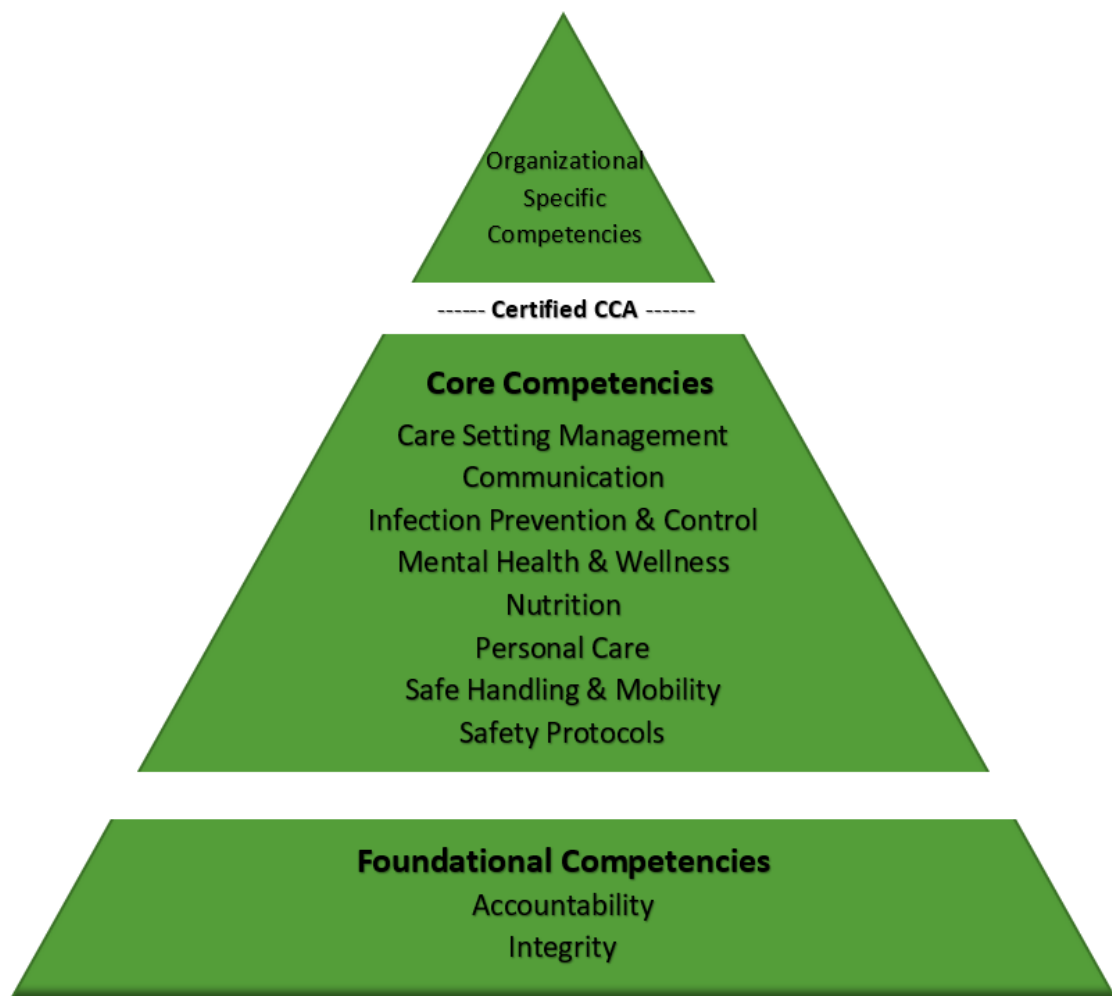 Organizational
Specific
Competencies
------ Certified CCA ------
Core Competencies
Care Setting Management
Communication
Infection Prevention & Control
Mental Health & Wellness
Nutrition
Personal Care
Safe Handling & Mobility
Safety Protocols
Foundational Competencies
Accountability
Integrity